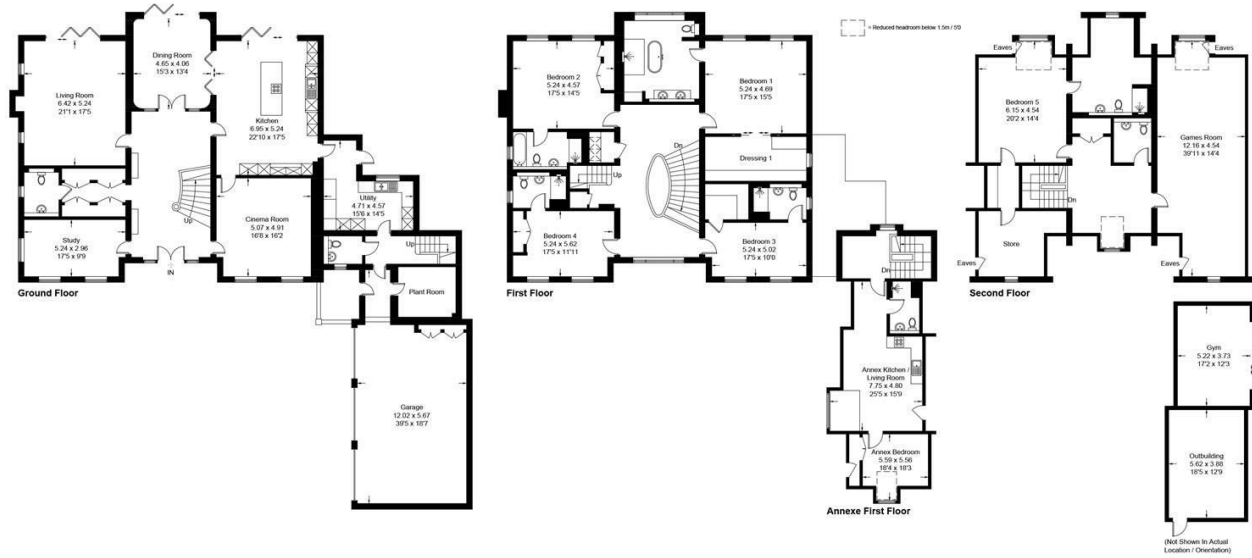 Dining Room
4.65 x 4.06
15'3 x 13'4
Living Room
6.42 x 5.24
21'1 x 17'5
Kitchen
6.95 x 5.24
22'10 x 17'5
Utility
4.71 x 4.57
15'6 x 14'5
Cinema Room
5.07 x 4.91
16'8 x 16'2
Study
5.24 x 2.96
17'5 x 9'9
Up
Up
IN
Plant Room
Garage
12.02 x 5.67
39'5 x 18'7
Ground Floor
Bedroom 2
5.24 x 4.57
17'5 x 14'5
Bedroom 1
5.24 x 4.69
17'5 x 15'5
Dn
Dressing 1
Up
Bedroom 4
5.24 x 5.62
17'5 x 11'11
Bedroom 3
5.24 x 5.02
17'5 x 10'0
First Floor
= Reduced headroom below 1.5m / 5'0
Dn
Annex Kitchen /
Living Room
7.75 x 4.80
25'5 x 15'9
Annex Bedroom
5.59 x 5.56
18'4 x 18'3
Annexe First Floor
Eaves
Eaves
Bedroom 5
6.15 x 4.54
20'2 x 14'4
Games Room
12.16 x 4.54
39'11 x 14'4
Dn
Store
Eaves
Eaves
Second Floor
Gym
5.22 x 3.73
17'2 x 12'3
Outbuilding
5.62 x 3.88
18'5 x 12'9
(Not Shown In Actual
Location / Orientation)